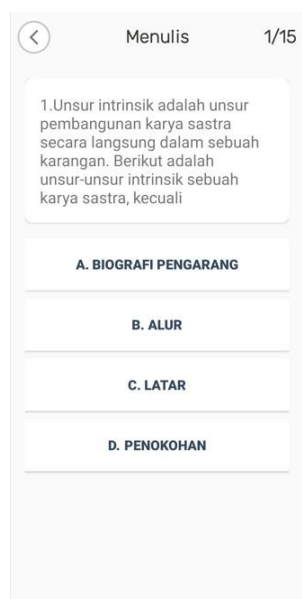 Menulis 1/15
1.Unsur intrinsik adalah unsur
pembangunan karya sastra
secara langsung dalam sebuah
karangan. Berikut adalah
unsur-unsur intrinsik sebuah
karya sastra, kecuali
A. BIOGRAFI PENGARANG
B. ALUR
C. LATAR
D. PENOKOHAN